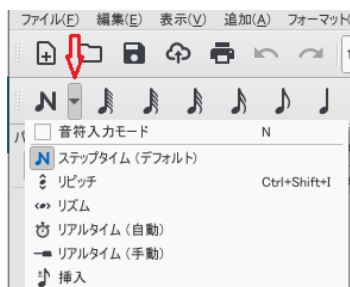 ファイル(F) 編集(E) 表示(V) 追加(A) フォーマット(
N
音符入力モード N
N ステップタイム (デフォルト)
リピッチ Ctrl+Shift+I
リズム
リアルタイム (自動)
リアルタイム (手動)
挿入